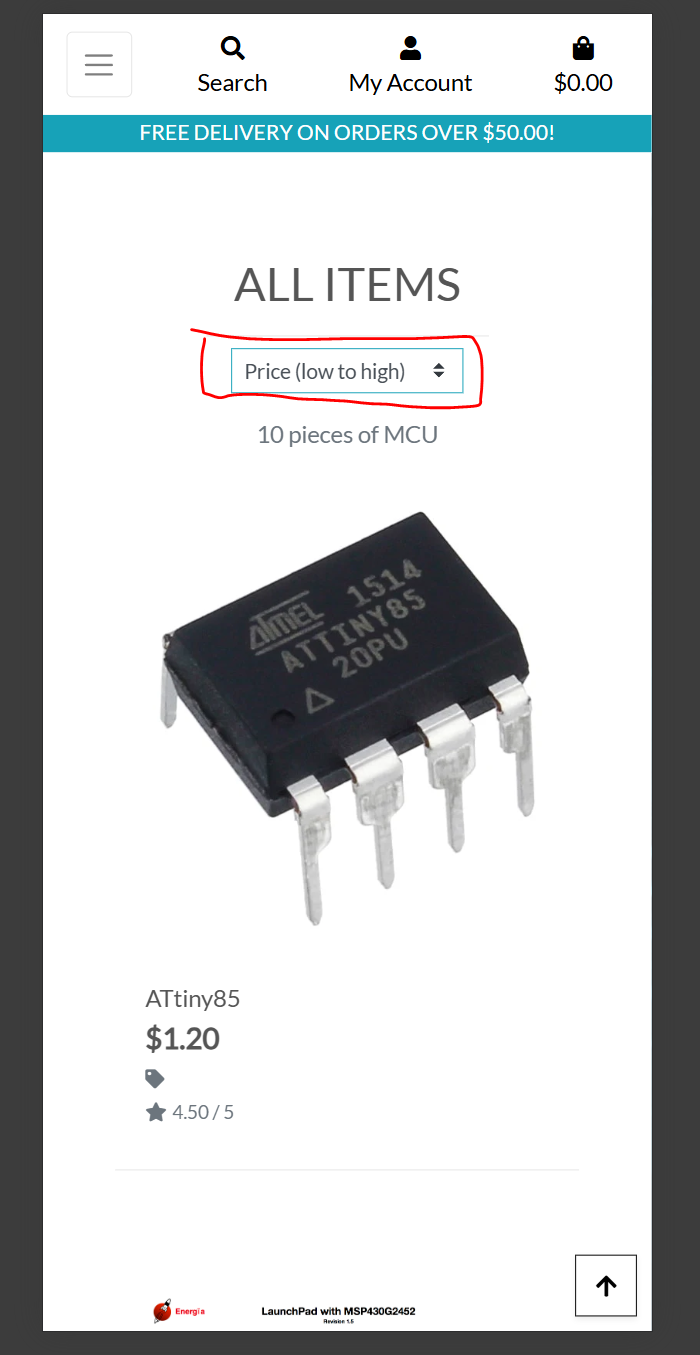 Search
My Account
$0.00
FREE DELIVERY ON ORDERS OVER $50.00!
ALL ITEMS
Price (low to high)
10 pieces of MCU
ATMEL 1514
ATTINY85
20PU
ATtiny85
$1.20
4.50 / 5
Energia
LaunchPad with MSP430G2452
Revision 1.5